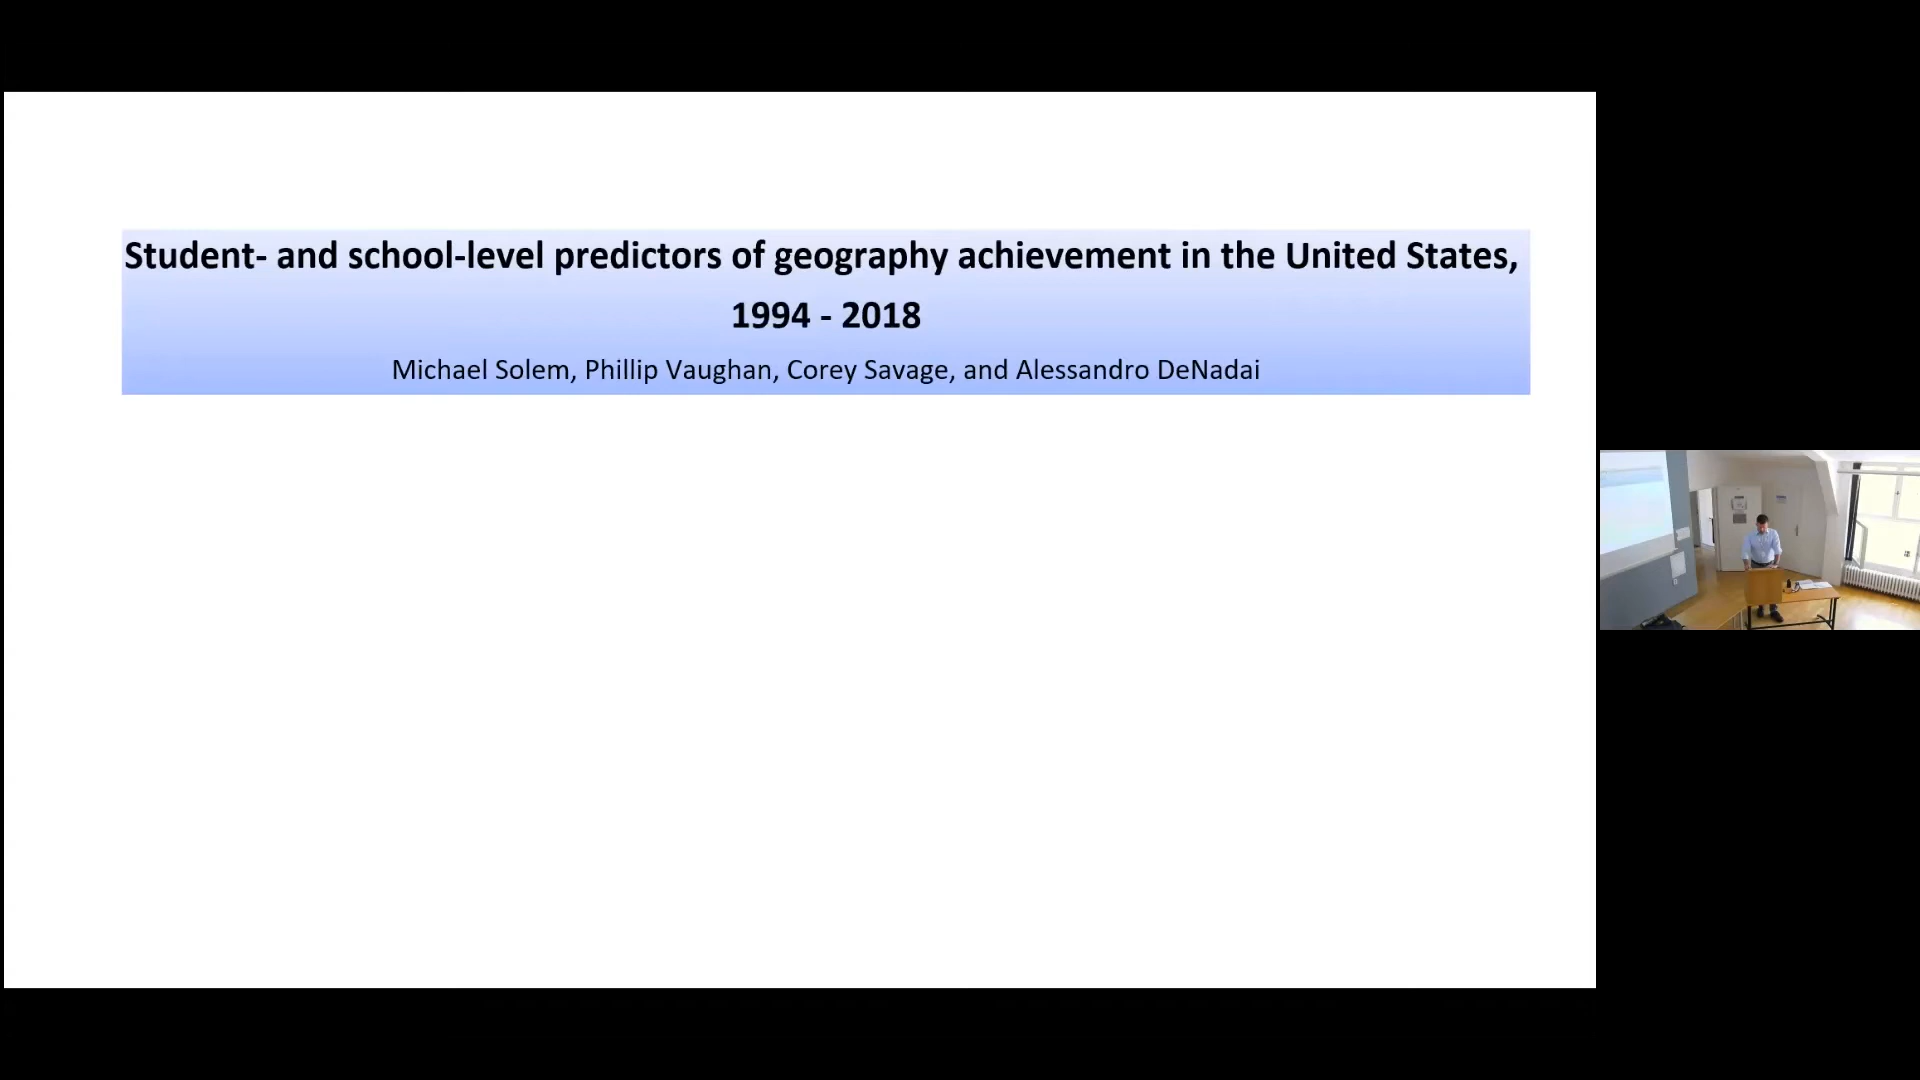 Student- and school-level predictors of geography achievement in the United States,
1994 - 2018
Michael Solem, Phillip Vaughan, Corey Savage, and Alessandro DeNadai